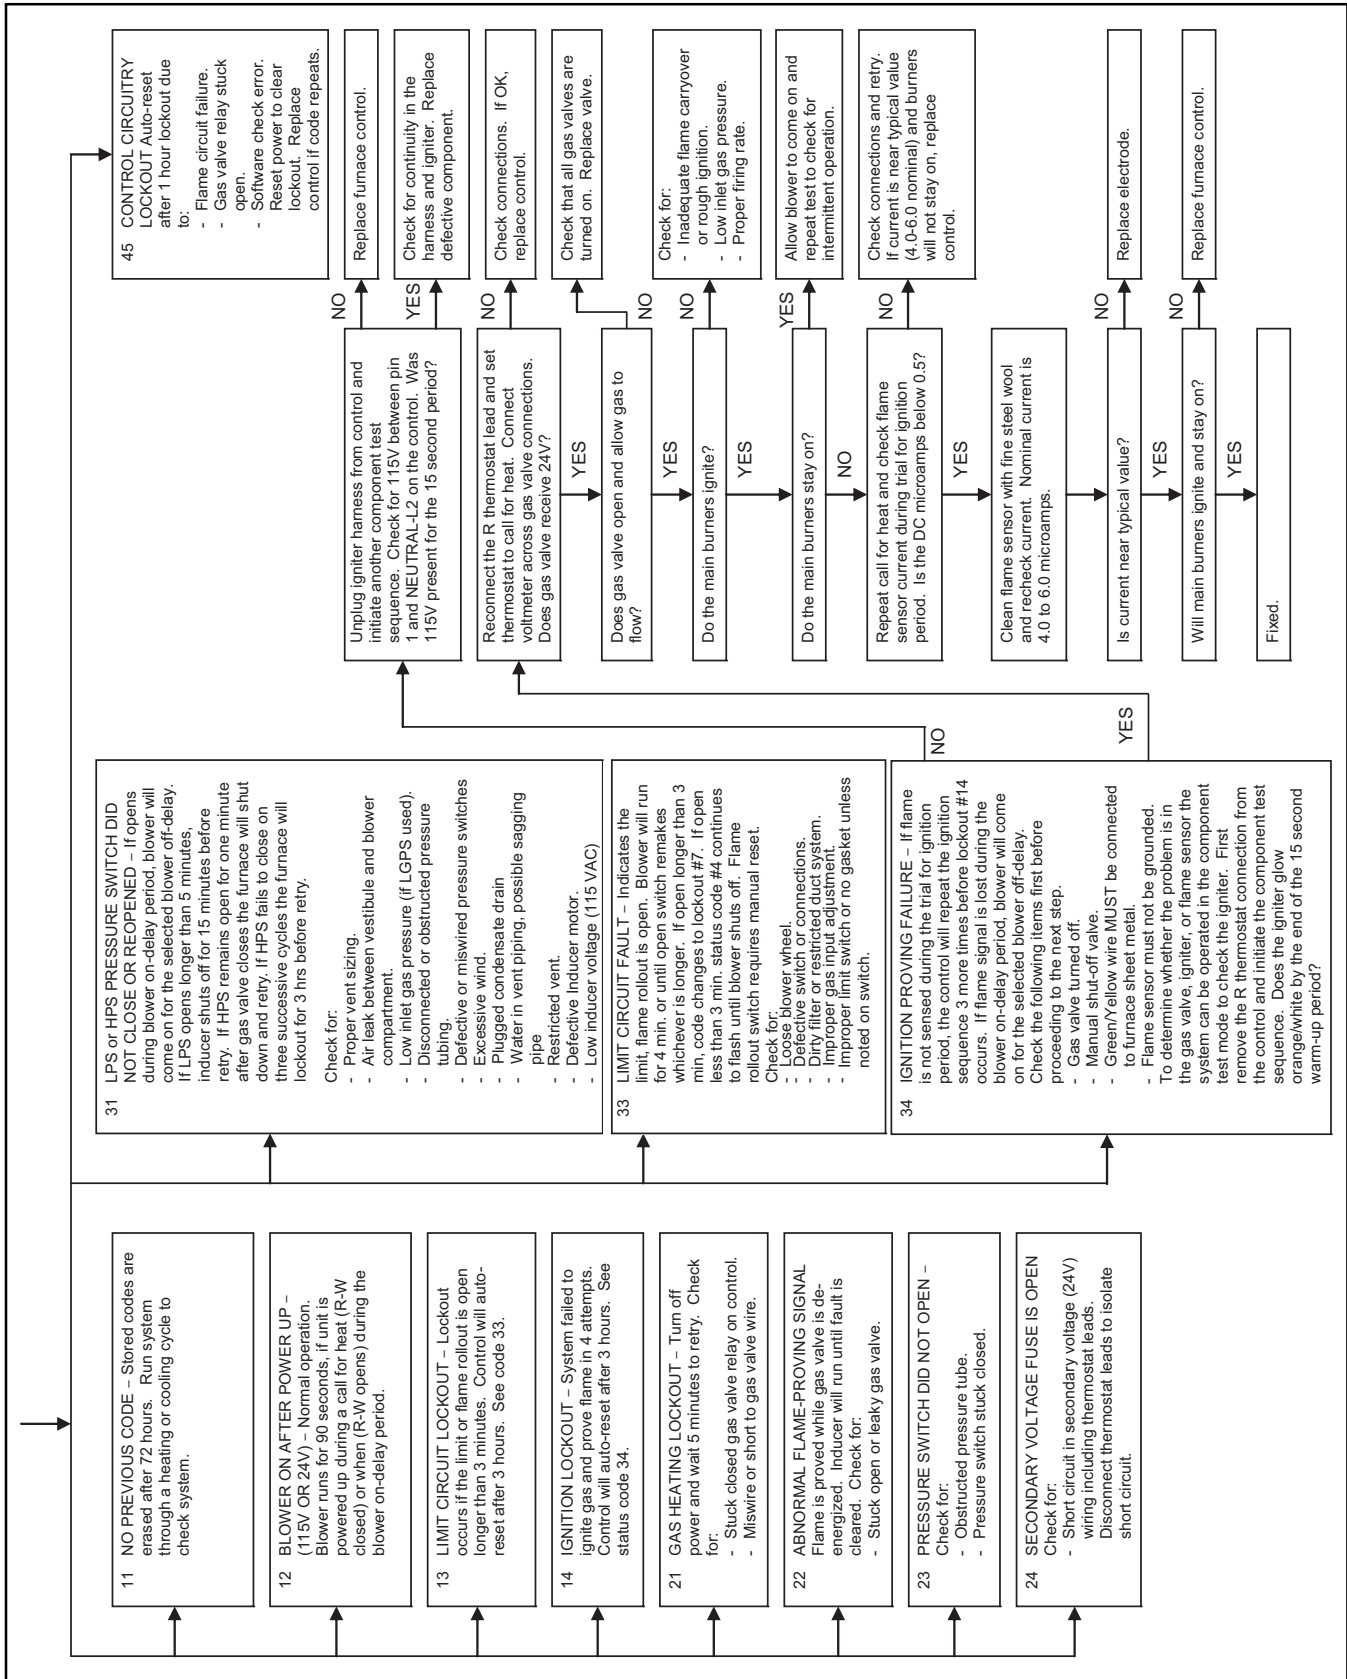 11 NO PREVIOUS CODE – Stored codes are
erased after 72 hours. Run system
through a heating or cooling cycle to
check system.
12 BLOWER ON AFTER POWER UP –
(115V OR 24V) – Normal operation.
Blower runs for 90 seconds, if unit is
powered up during a call for heat (R-W
closed) or when (R-W opens) during the
blower on-delay period.
13 LIMIT CIRCUIT LOCKOUT – Lockout
occurs if the limit or flame rollout is open
longer than 3 minutes. Control will auto-
reset after 3 hours. See code 33.
14 IGNITION LOCKOUT – System failed to
ignite gas and prove flame in 4 attempts.
Control will auto-reset after 3 hours. See
status code 34.
21 GAS HEATING LOCKOUT – Turn off
power and wait 5 minutes to retry. Check
for:
- Stuck closed gas valve relay on control.
- Miswire or short to gas valve wire.
22 ABNORMAL FLAME-PROVING SIGNAL
Flame is proved while gas valve is de-
energized. Inducer will run until fault is
cleared. Check for:
- Stuck open or leaky gas valve.
23 PRESSURE SWITCH DID NOT OPEN –
Check for:
- Obstructed pressure tube.
- Pressure switch stuck closed.
24 SECONDARY VOLTAGE FUSE IS OPEN
Check for:
- Short circuit in secondary voltage (24V)
wiring including thermostat leads.
Disconnect thermostat leads to isolate
short circuit.
31 LPS or HPS PRESSURE SWITCH DID
NOT CLOSE OR REOPENED – If opens
during blower on-delay period, blower will
come on for the selected blower off-delay.
If LPS opens longer than 5 minutes,
inducer shuts off for 15 minutes before
retry. If HPS remains open for one minute
after gas valve closes the furnace will shut
down and retry. If HPS fails to close on
three successive cycles the furnace will
lockout for 3 hrs before retry.
Check for:
- Proper vent sizing.
- Air leak between vestibule and blower
compartment.
- Low inlet gas pressure (if LGPS used).
- Disconnected or obstructed pressure
tubing.
- Defective or miswired pressure switches
- Excessive wind.
- Plugged condensate drain
- Water in vent piping, possible sagging
pipe
- Restricted vent.
- Defective Inducer motor.
- Low inducer voltage (115 VAC)
33 LIMIT CIRCUIT FAULT – Indicates the
limit, flame rollout is open. Blower will run
for 4 min. or until open switch remakes
whichever is longer. If open longer than 3
min, code changes to lockout #7. If open
less than 3 min. status code #4 continues
to flash until blower shuts off. Flame
rollout switch requires manual reset.
Check for:
- Loose blower wheel.
- Defective switch or connections.
- Dirty filter or restricted duct system.
- Improper gas input adjustment.
- Improper limit switch or no gasket unless
noted on switch.
34 IGNITION PROVING FAILURE – If flame
is not sensed during the trial for ignition
period, the control will repeat the ignition
sequence 3 more times before lockout #14
occurs. If flame signal is lost during the
blower on-delay period, blower will come
on for the selected blower off-delay.
Check the following items first before
proceeding to the next step.
- Gas valve turned off.
- Manual shut-off valve.
- Green/Yellow wire MUST be connected
to furnace sheet metal.
- Flame sensor must not be grounded.
To determine whether the problem is in
the gas valve, igniter, or flame sensor the
system can be operated in the component
test mode to check the igniter. First
remove the R thermostat connection from
the control and initiate the component test
sequence. Does the igniter glow
orange/white by the end of the 15 second
warm-up period?
NO
YES
45 CONTROL CIRCUITRY
LOCKOUT Auto-reset
after 1 hour lockout due
to:
- Flame circuit failure.
- Gas valve relay stuck
open.
- Software check error.
Reset power to clear
lockout. Replace
control if code repeats.
Unplug igniter harness from control and
initiate another component test
sequence. Check for 115V between pin
1 and NEUTRAL-L2 on the control. Was
115V present for the 15 second period?
NO
Replace furnace control.
YES
Check for continuity in the
harness and igniter. Replace
defective component.
Reconnect the R thermostat lead and set
thermostat to call for heat. Connect
voltmeter across gas valve connections.
Does gas valve receive 24V?
NO
Check connections. If OK,
replace control.
YES
Does gas valve open and allow gas to
flow?
NO
Check that all gas valves are
turned on. Replace valve.
YES
Do the main burners ignite?
NO
Check for:
- Inadequate flame carryover
or rough ignition.
- Low inlet gas pressure.
- Proper firing rate.
YES
Do the main burners stay on?
YES
Allow blower to come on and
repeat test to check for
intermittent operation.
NO
Repeat call for heat and check flame
sensor current during trial for ignition
period. Is the DC microamps below 0.5?
NO
Check connections and retry.
If current is near typical value
(4.0-6.0 nominal) and burners
will not stay on, replace
control.
YES
Clean flame sensor with fine steel wool
and recheck current. Nominal current is
4.0 to 6.0 microamps.
Is current near typical value?
NO
Replace electrode.
YES
Will main burners ignite and stay on?
NO
Replace furnace control.
YES
Fixed.